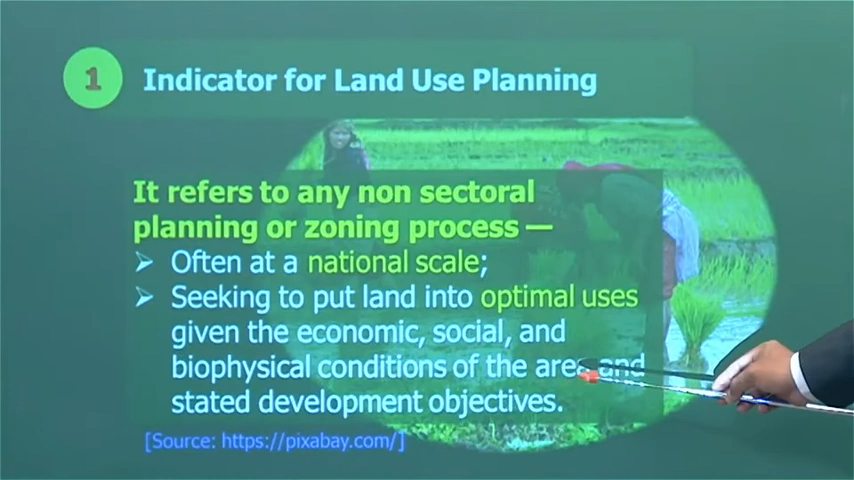 1
Indicator for Land Use Planning
It refers to any non sectoral
planning or zoning process —
➢ Often at a national scale;
➢ Seeking to put land into optimal uses
given the economic, social, and
biophysical conditions of the area and
stated development objectives.
[Source: https://pixabay.com/]